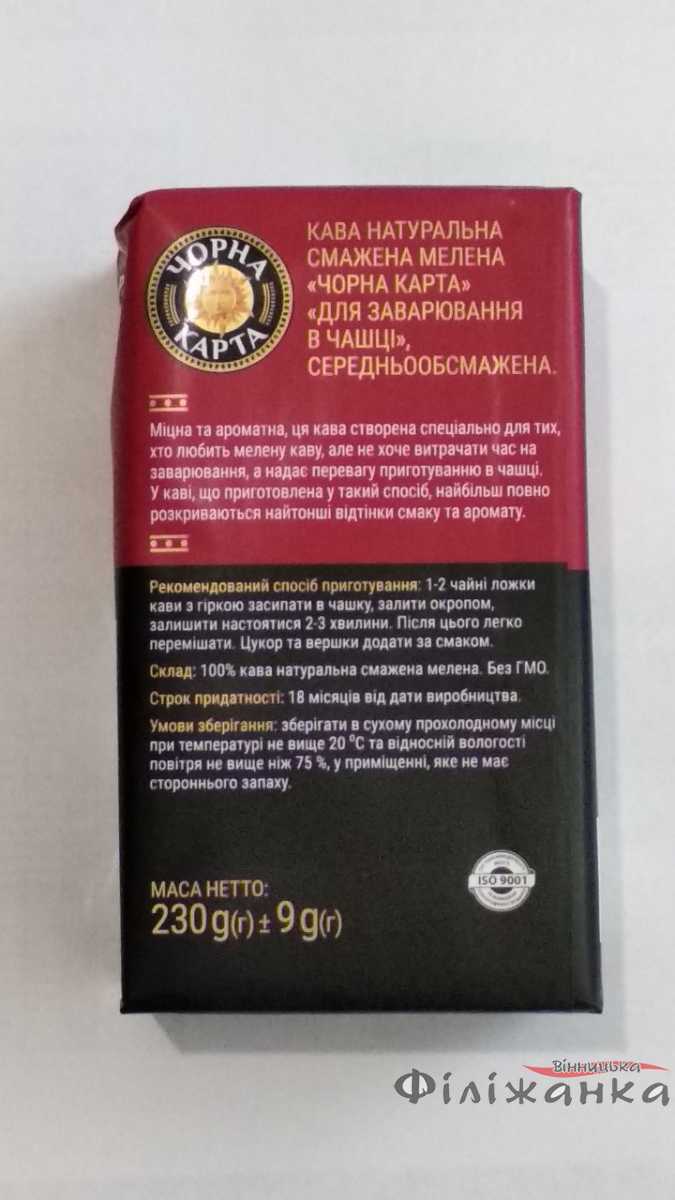 ЧОРНА
КАРТА
КАВА НАТУРАЛЬНА
СМАЖЕНА МЕЛЕНА
«ЧОРНА КАРТА»
«ДЛЯ ЗАВАРЮВАННЯ
В ЧАШЦІ»,
СЕРЕДНЬООБСМАЖЕНА.
Міцна та ароматна, ця кава створена спеціально для тих,
хто любить мелену каву, але не хоче витрачати час на
заварювання, а надає перевагу приготуванню в чашці.
У каві, що приготовлена у такий спосіб, найбільш повно
розкриваються найтонші відтінки смаку та аромату.
Рекомендований спосіб приготування: 1-2 чайні ложки
кави з гіркою засипати в чашку, залити окропом,
залишити настоятися 2-3 хвилини. Після цього легко
перемішати. Цукор та вершки додати за смаком.
Склад: 100% кава натуральна смажена мелена. Без ГМО.
Строк придатності: 18 місяців від дати виробництва.
Умови зберігання: зберігати в сухому прохолодному місці
при температурі не вище 20 °С та відносній вологості
повітря не вище ніж 75 %, у приміщенні, яке не має
стороннього запаху.
МАСА НЕТТО:
230 g(г) ± 9 g(г)
ISO 9001
Вінницька
Філіжанка